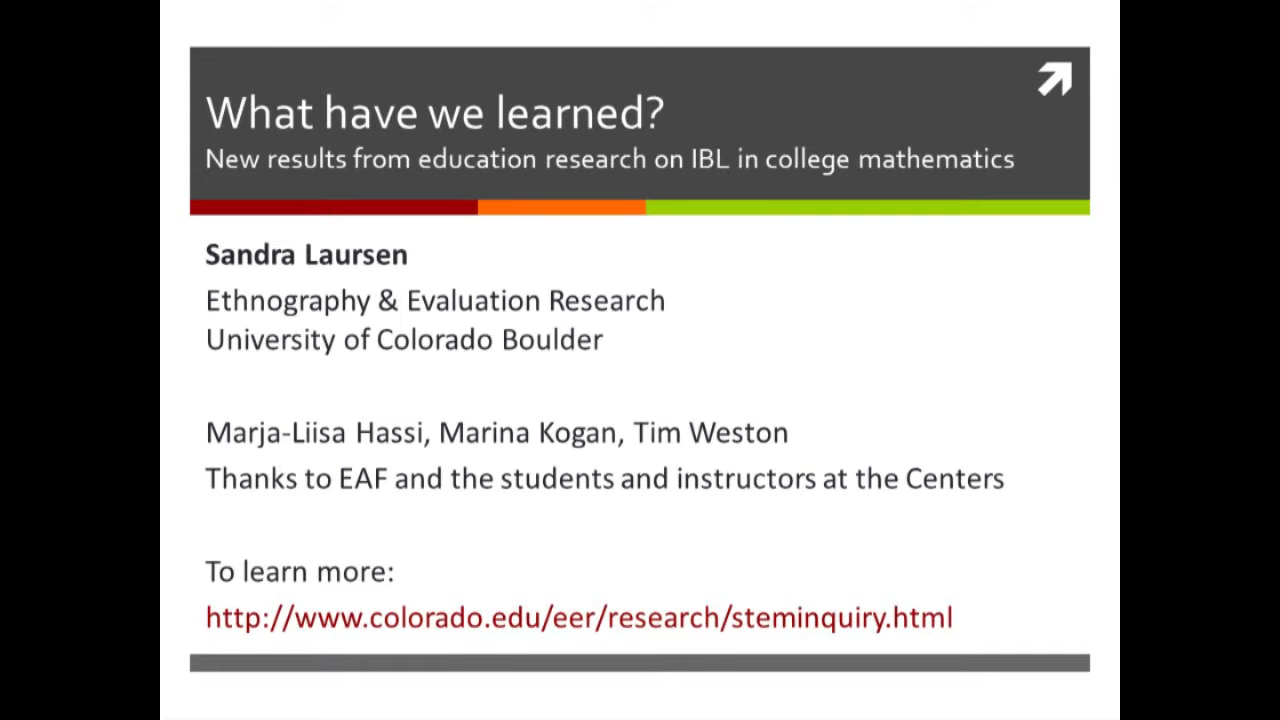 What have we learned?
New results from education research on IBL in college mathematics
Sandra Laursen
Ethnography & Evaluation Research
University of Colorado Boulder
Marja-Liisa Hassi, Marina Kogan, Tim Weston
Thanks to EAF and the students and instructors at the Centers
To learn more:
http://www.colorado.edu/eer/research/steminquiry.html